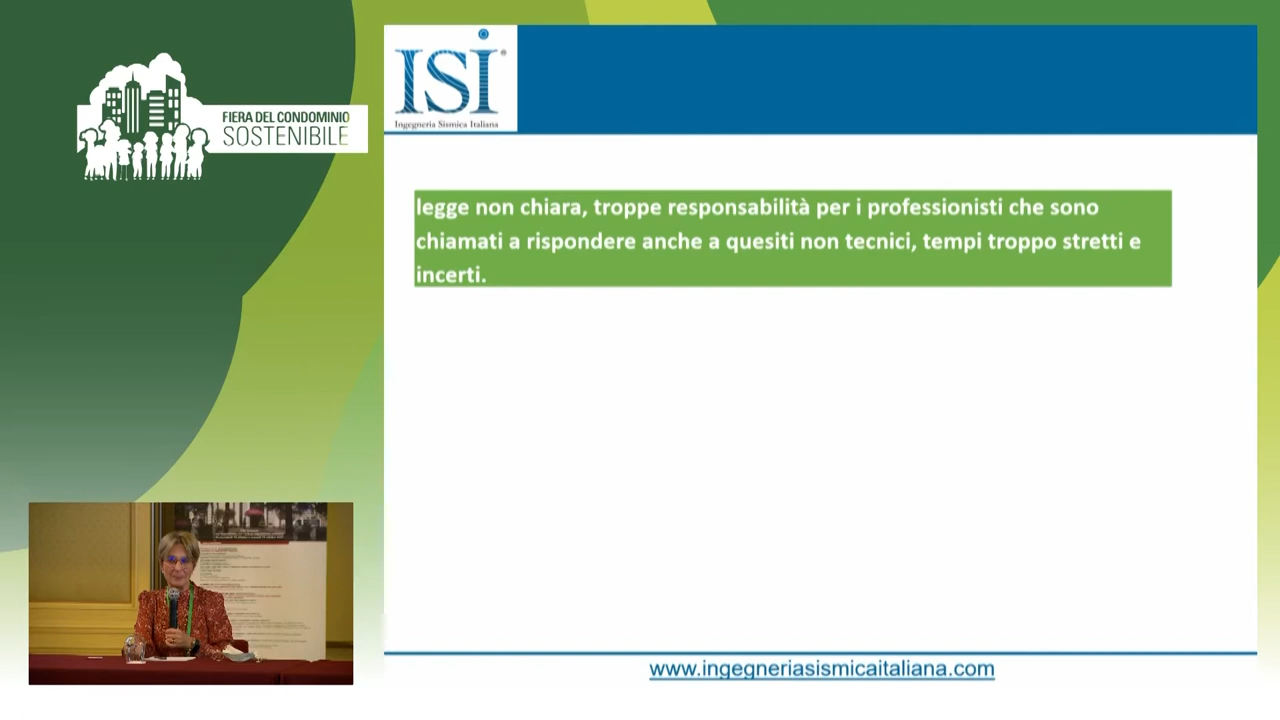 FIERA DEL CONDOMINIO
SOSTENIBILE
ISI
Ingegneria Sismica Italiana
legge non chiara, troppe responsabilità per i professionisti che sono
chiamati a rispondere anche a quesiti non tecnici, tempi troppo stretti e
incerti.
www.ingegneriasismicaitaliana.com